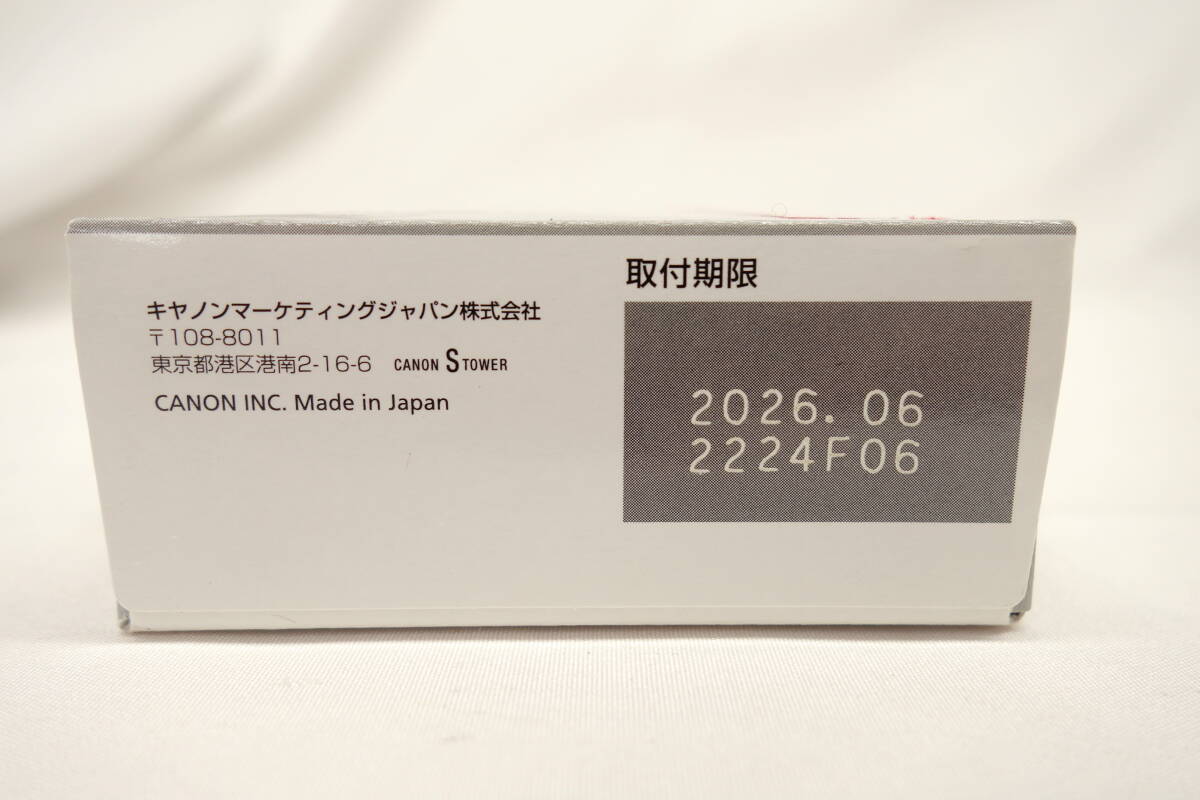 キヤノンマーケティングジャパン株式会社
〒108-8011
東京都港区港南2-16-6 CANON S TOWER
CANON INC. Made in Japan
取付期限
2026. 06
2224F06